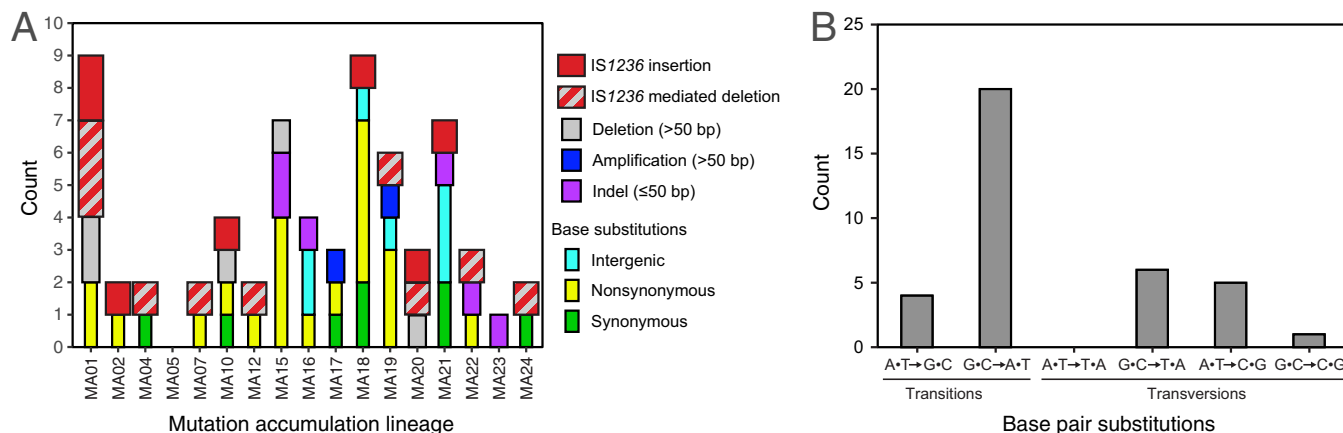 A
10
9
8
7
6
5
4
3
2
1
0
Count
MA01
MA02
MA04
MA05
MA07
MA10
MA12
MA15
MA16
MA17
MA18
MA19
MA20
MA21
MA22
MA23
MA24
Mutation accumulation lineage
IS1236 insertion
IS1236 mediated deletion
Deletion (>50 bp)
Amplification (>50 bp)
Indel (≤50 bp)
Base substitutions
Intergenic
Nonsynonymous
Synonymous
B
25
20
15
10
5
0
Count
A•T→G•C
G•C→A•T
A•T→T•A
G•C→T•A
A•T→C•G
G•C→C•G
Transitions
Transversions
Base pair substitutions